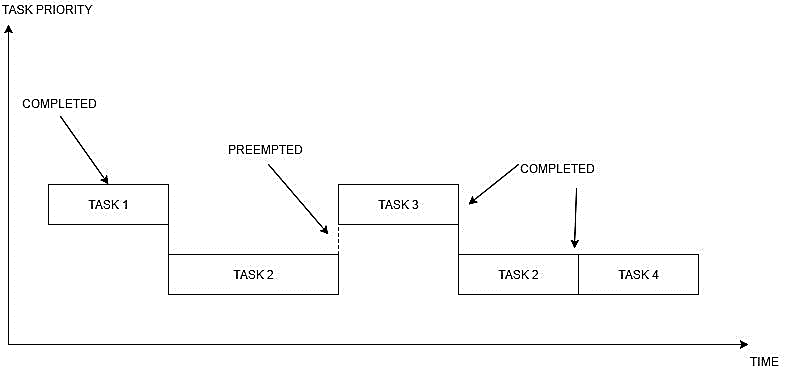 TASK PRIORITY
COMPLETED
PREEMPTED
COMPLETED
TASK 1
TASK 3
TASK 2
TASK 2
TASK 4
TIME